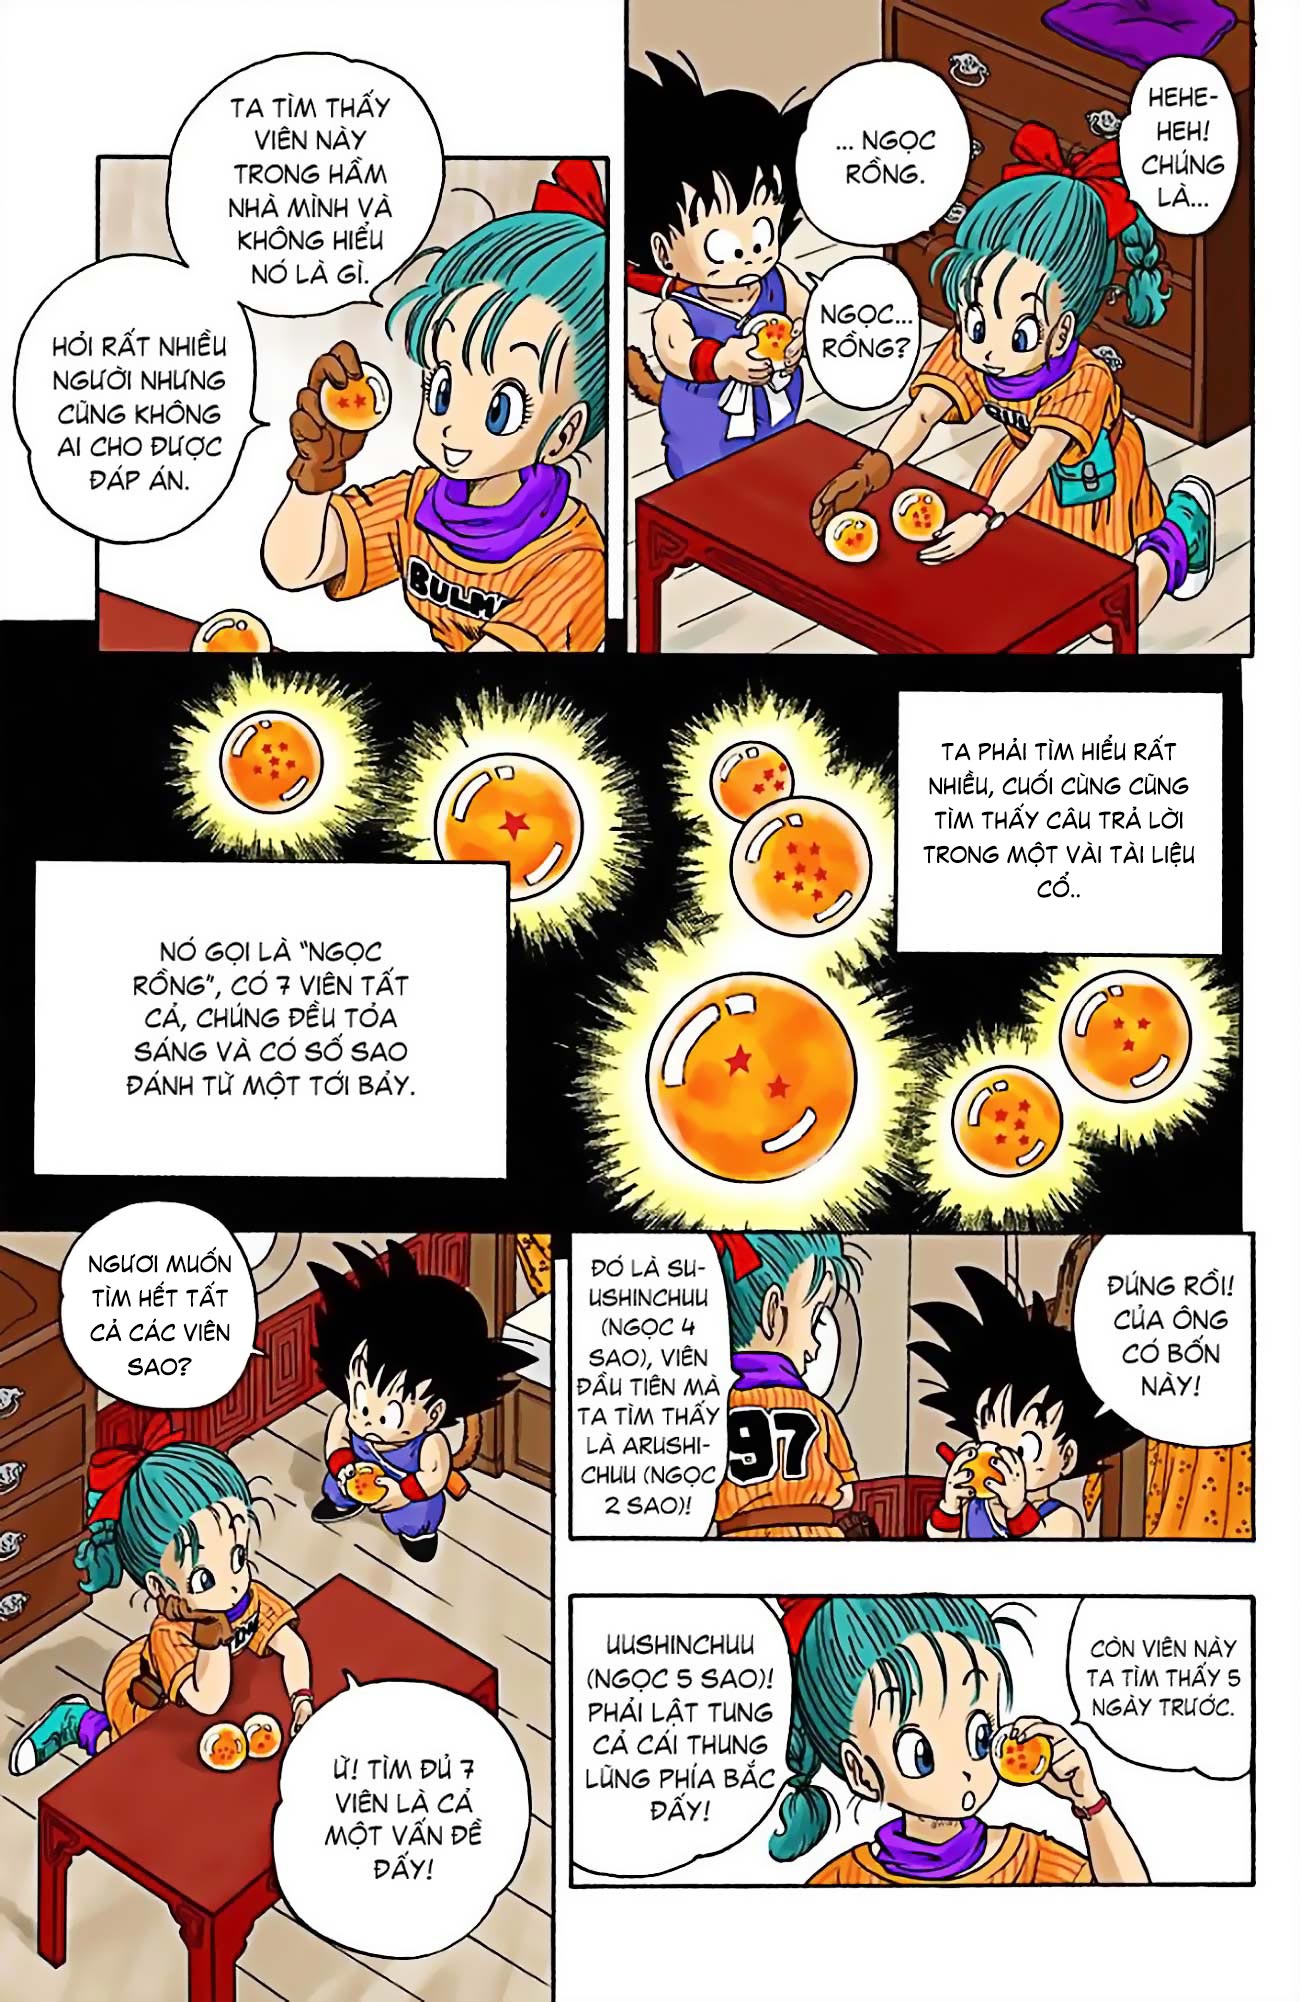 HEHE-
HEH!
CHÚNG
LÀ...
... NGỌC
RỒNG.
NGỌC...
RỒNG?
BUL
TA TÌM THẤY
VIÊN NÀY
TRONG HẦM
NHÀ MÌNH VÀ
KHÔNG HIỂU
NÓ LÀ GÌ.
HỎI RẤT NHIỀU
NGƯỜI NHƯNG
CŨNG KHÔNG
AI CHO ĐƯỢC
ĐÁP ÁN.
BULM
TA PHẢI TÌM HIỂU RẤT
NHIỀU, CUỐI CÙNG CŨNG
TÌM THẤY CÂU TRẢ LỜI
TRONG MỘT VÀI TÀI LIỆU
CỔ..
NÓ GỌI LÀ "NGỌC
RỒNG", CÓ 7 VIÊN TẤT
CẢ, CHÚNG ĐỀU TỎA
SÁNG VÀ CÓ SỐ SAO
ĐÁNH TỪ MỘT TỚI BẢY.
ĐÚNG RỒI!
CỦA ÔNG
CÓ BỐN
NÀY!
ĐÓ LÀ SU-
USHINCHUU
(NGỌC 4
SAO), VIÊN
ĐẦU TIÊN MÀ
TA TÌM THẤY
LÀ ARUSHI-
CHUU (NGỌC
2 SAO)!
97
CÒN VIÊN NÀY
TA TÌM THẤY 5
NGÀY TRƯỚC.
UUSHINCHUU
(NGỌC 5 SAO)!
PHẢI LẬT TUNG
CẢ CÁI THUNG
LŨNG PHÍA BẮC
ĐẤY!
NGƯƠI MUỐN
TÌM HẾT TẤT
CẢ CÁC VIÊN
SAO?
Ừ! TÌM ĐỦ 7
VIÊN LÀ CẢ
MỘT VẤN ĐỀ
ĐẤY!